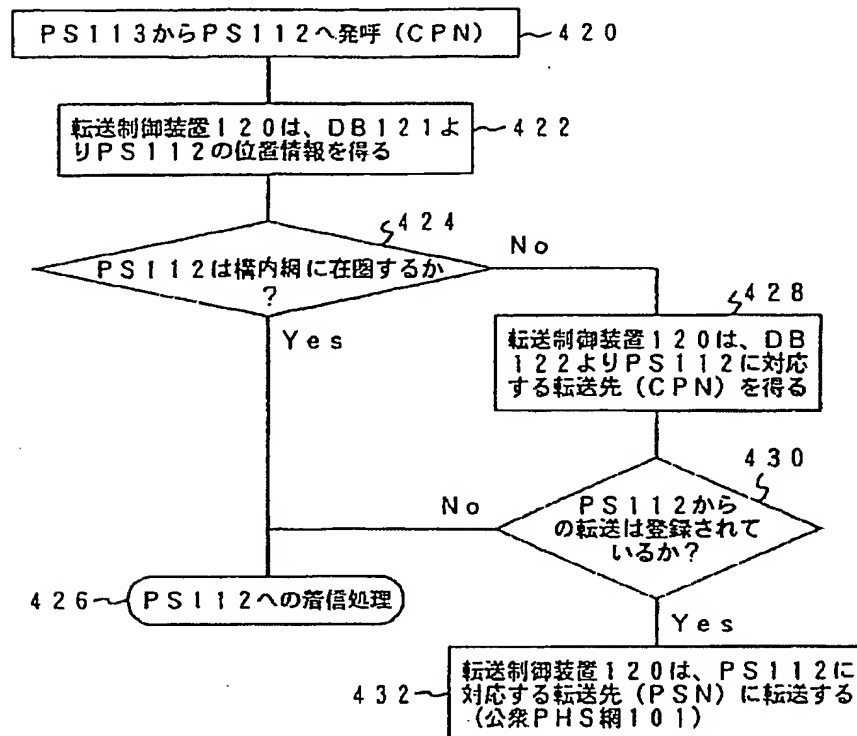 PS113からPS112へ発呼(CPN)
420
転送制御装置120は、DB121よ
りPS112の位置情報を得る
422
424
PS112は構内網に在圏するか
?
No
Yes
428
転送制御装置120は、DB
122よりPS112に対応
する転送先(CPN)を得る
430
No
PS112から
の転送は登録されて
いるか?
426
PS112への着信処理
Yes
432
転送制御装置120は、PS112に
対応する転送先(PSN)に転送する
(公衆PHS網101)